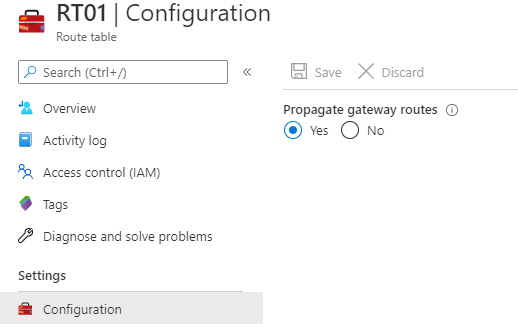 RT01 | Configuration
Route table
Search (Ctrl+/)
«
Save
Discard
Overview
Propagate gateway routes
Yes
No
Activity log
Access control (IAM)
Tags
Diagnose and solve problems
Settings
Configuration